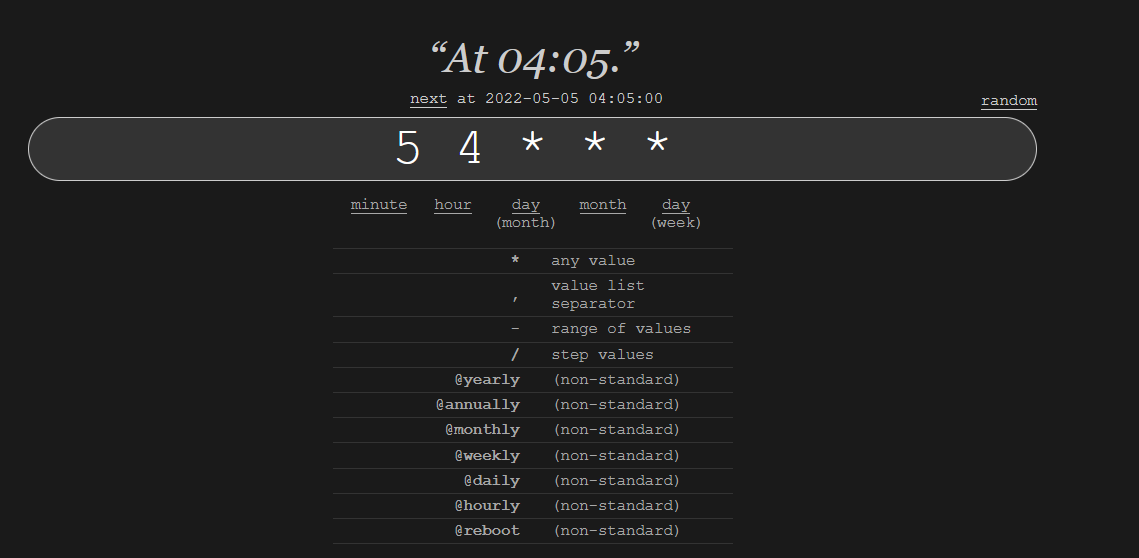 “At 04:05.”
next at 2022-05-05 04:05:00
random
5 4 * * *
minute hour day (month) month day (week)
* any value
, value list separator
- range of values
/ step values
@yearly (non-standard)
@annually (non-standard)
@monthly (non-standard)
@weekly (non-standard)
@daily (non-standard)
@hourly (non-standard)
@reboot (non-standard)